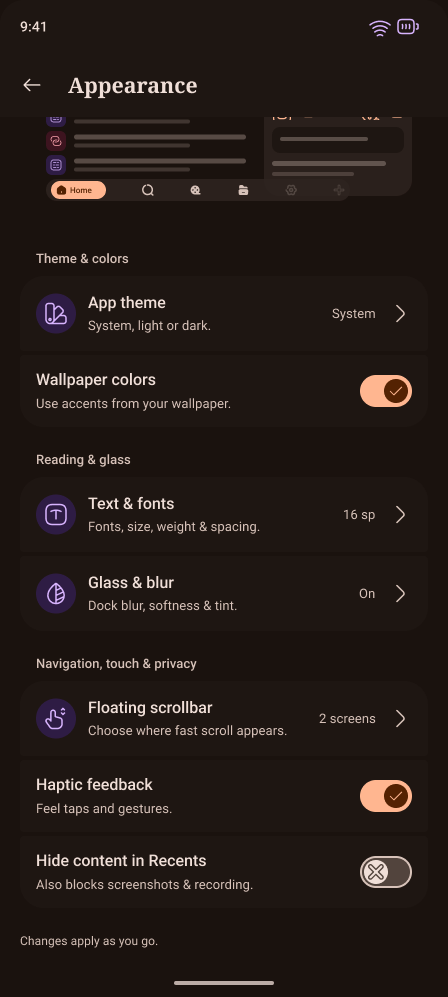 9:41
Appearance
Home
Theme & colors
App theme
System, light or dark.
System
Wallpaper colors
Use accents from your wallpaper.
Reading & glass
Text & fonts
Fonts, size, weight & spacing.
16 sp
Glass & blur
Dock blur, softness & tint.
On
Navigation, touch & privacy
Floating scrollbar
Choose where fast scroll appears.
2 screens
Haptic feedback
Feel taps and gestures.
Hide content in Recents
Also blocks screenshots & recording.
Changes apply as you go.